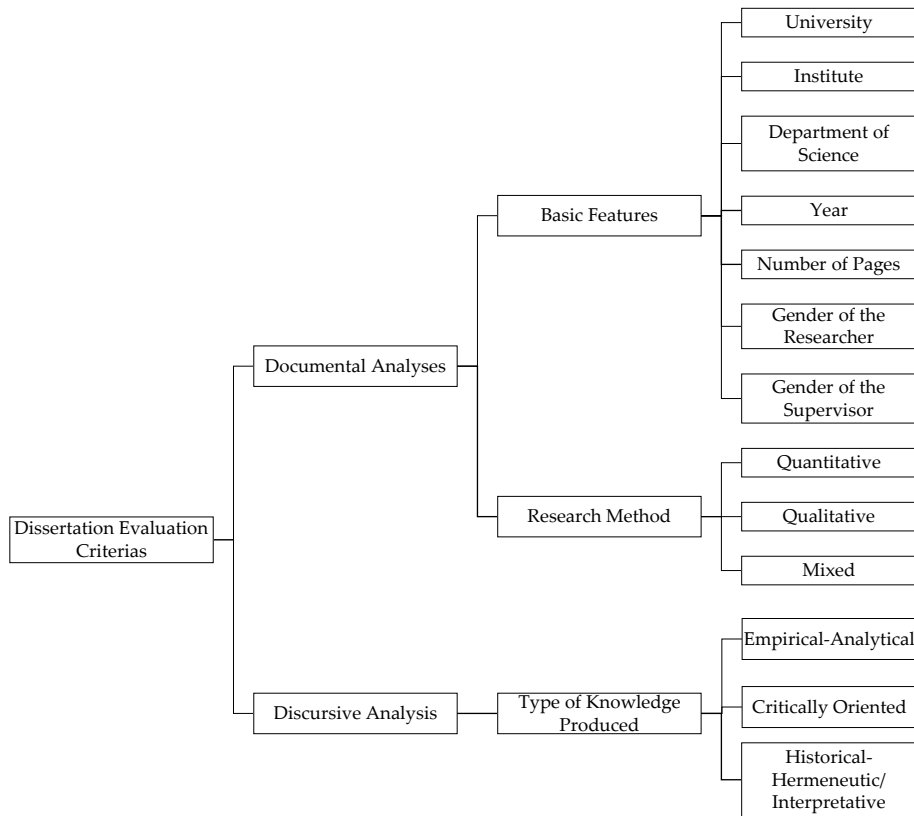 University
Institute
Department of
Science
Basic Features
Year
Number of Pages
Gender of the
Researcher
Documental Analyses
Gender of the
Supervisor
Quantitative
Research Method
Qualitative
Dissertation Evaluation
Criterias
Mixed
Empirical-Analytical
Discursive Analysis
Type of Knowledge
Produced
Critically Oriented
Historical-
Hermeneutic/
Interpretative